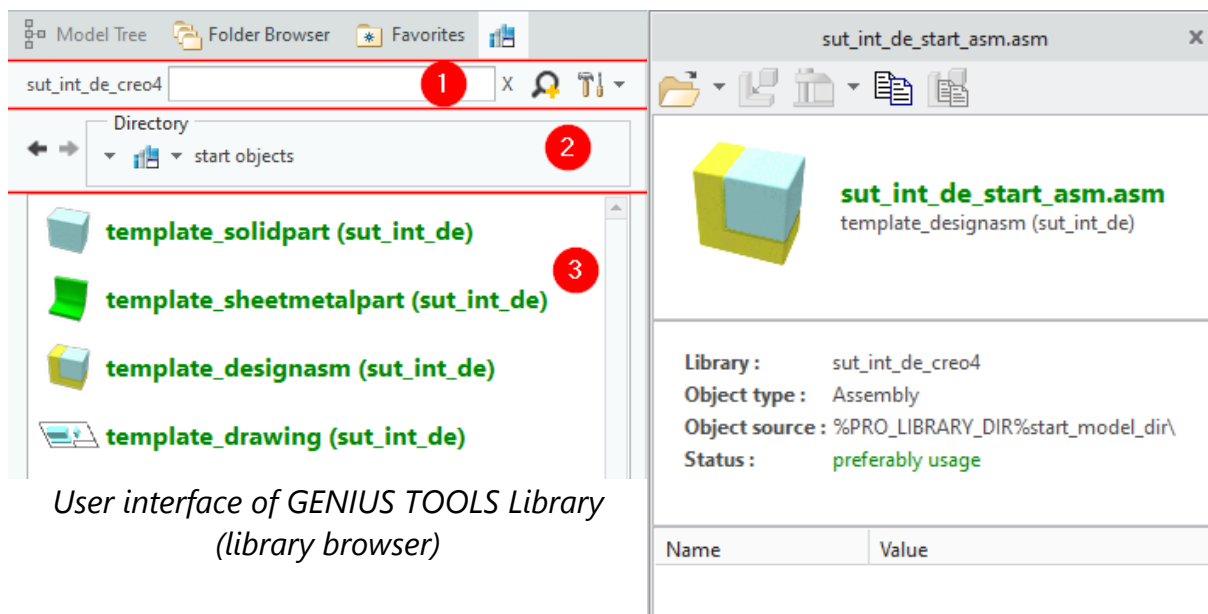 Model Tree Folder Browser Favorites
sut_int_de_creo4 1 X
Directory
start objects 2
template_solidpart (sut_int_de)
3
template_sheetmetalpart (sut_int_de)
template_designasm (sut_int_de)
template_drawing (sut_int_de)
User interface of GENIUS TOOLS Library
(library browser)
sut_int_de_start_asm.asm x
sut_int_de_start_asm.asm
template_designasm (sut_int_de)
Library : sut_int_de_creo4
Object type : Assembly
Object source : %PRO_LIBRARY_DIR%start_model_dir\
Status : preferably usage
Name Value